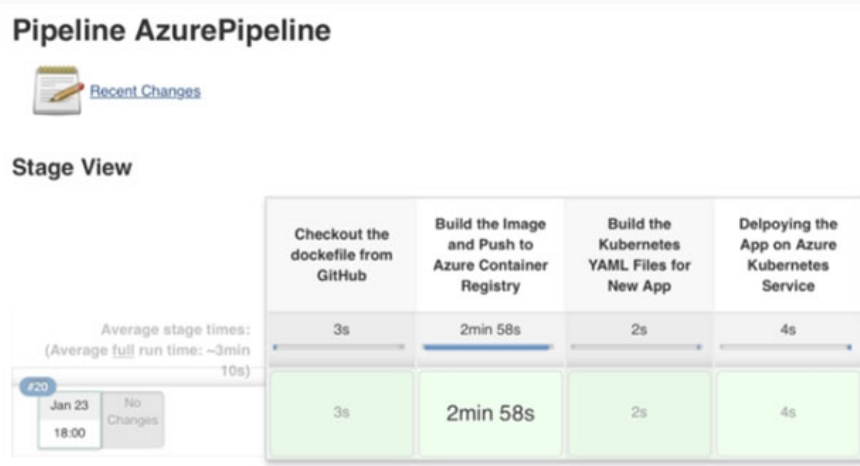 Pipeline AzurePipeline
Recent Changes
Stage View
Checkout the
dockefile from
GitHub
Build the Image
and Push to
Azure Container
Registry
Build the
Kubernetes
YAML Files for
New App
Delpoying the
App on Azure
Kubernetes
Service
Average stage times:
(Average full run time: ~3min
10s)
3s
2min 58s
2s
4s
#20
Jan 23
18:00
No
Changes
3s
2min 58s
2s
4s